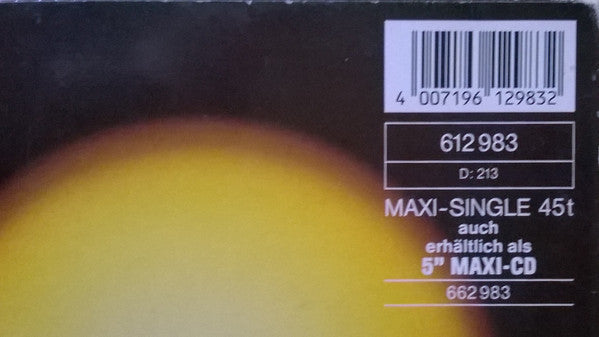 4 007196 129832
612 983
D: 213
MAXI-SINGLE 45t
auch
erhältlich als
5" MAXI-CD
662 983